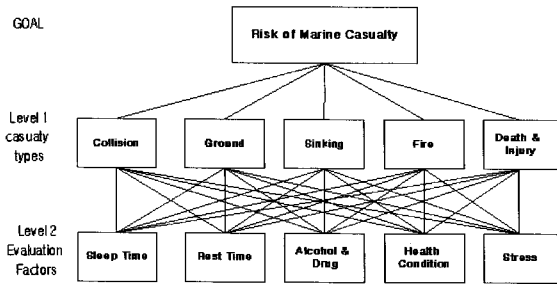 GOAL
Risk of Marine Casualty
Level 1
casualty
types
Collision
Ground
Sinking
Fire
Death &
Injury
Level 2
Evaluation
Factors
Sleep Time
Rest Time
Alcohol &
Drug
Health
Condition
Stress